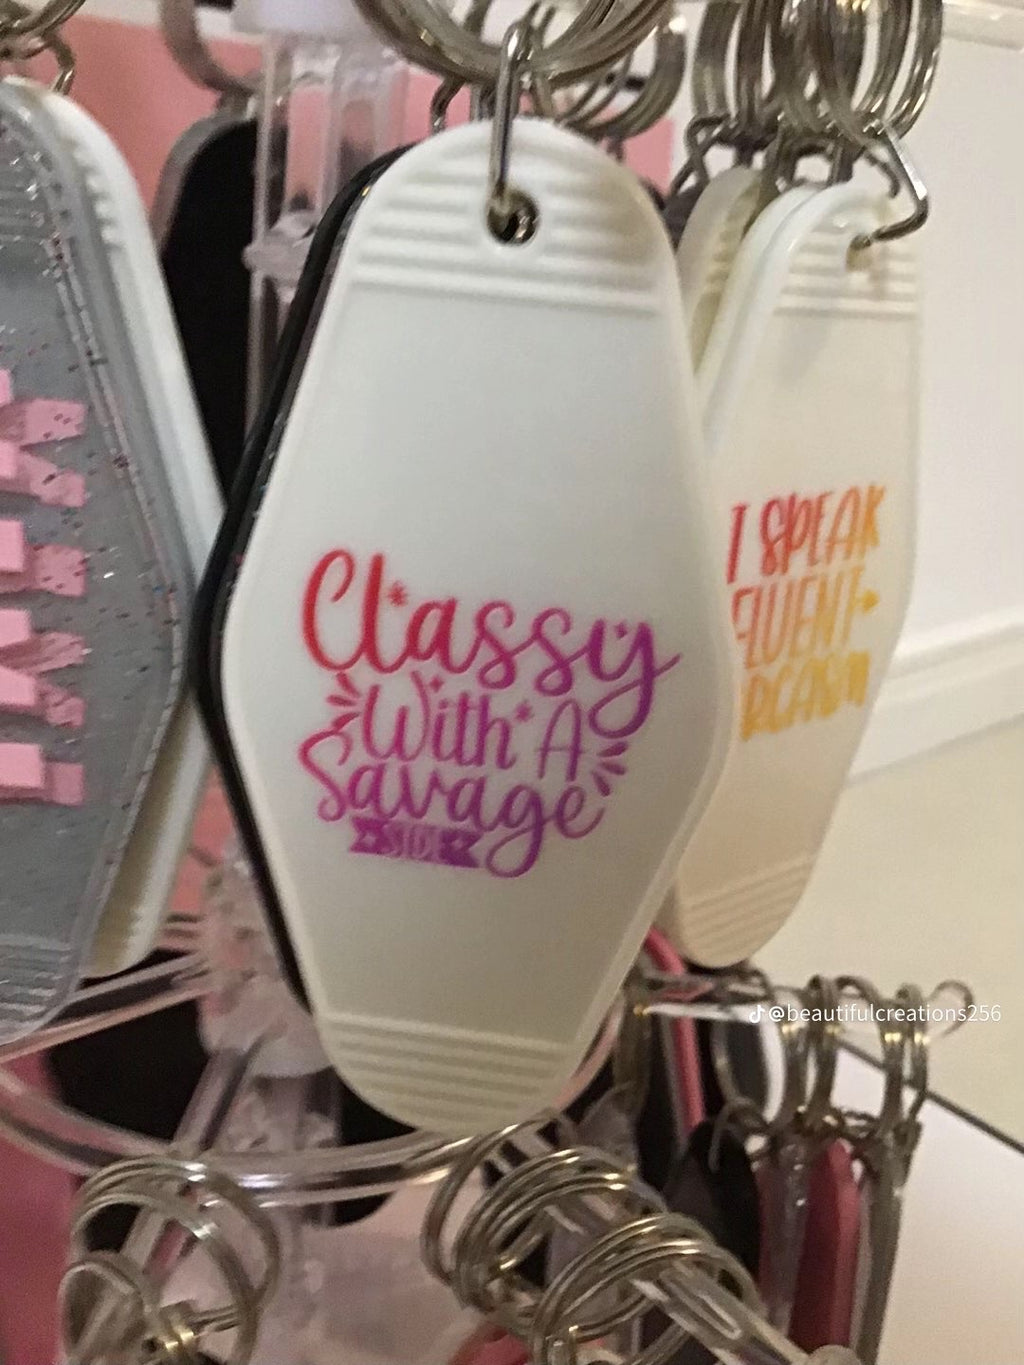 Classy
With A
Savage
SIDE
I SPEAK
FLUENT
@beautifulcreations256